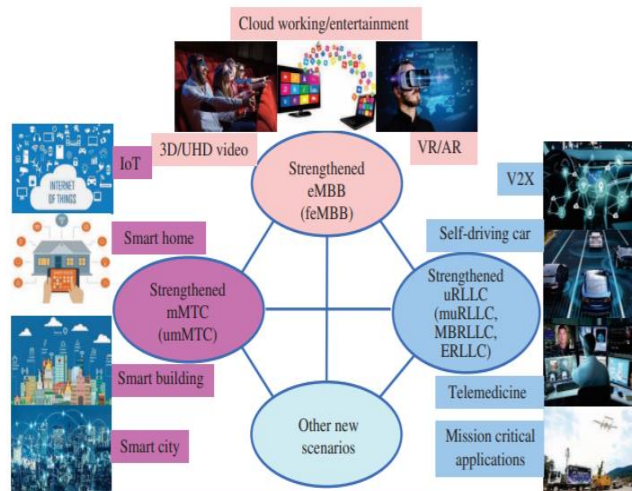 Cloud working/entertainment
3D/UHD video
VR/AR
IoT
INTERNET
OF THINGS
V2X
Strengthened
eMBB
(feMBB)
Smart home
Self-driving car
Strengthened
mMTC
(umMTC)
Strengthened
uRLLC
(muRLLC,
MBRLLC,
ERLLC)
Smart building
Telemedicine
Other new
scenarios
Smart city
Mission critical
applications